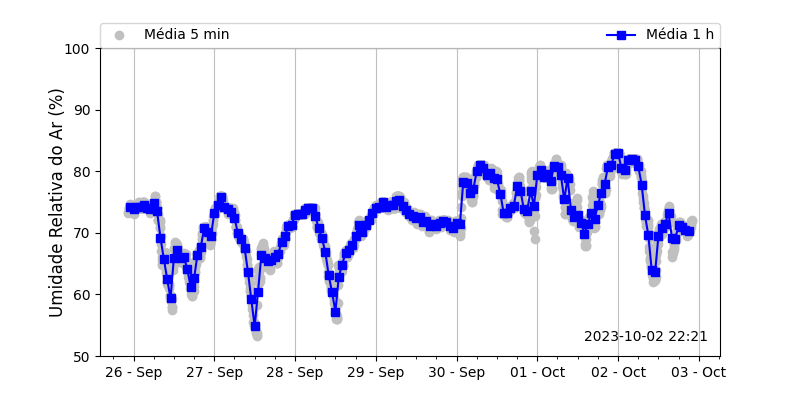 Média 5 min
Média 1 h
100
90
80
70
60
50
Umidade Relativa do Ar (%)
2023-10-02 22:21
26 - Sep
27 - Sep
28 - Sep
29 - Sep
30 - Sep
01 - Oct
02 - Oct
03 - Oct